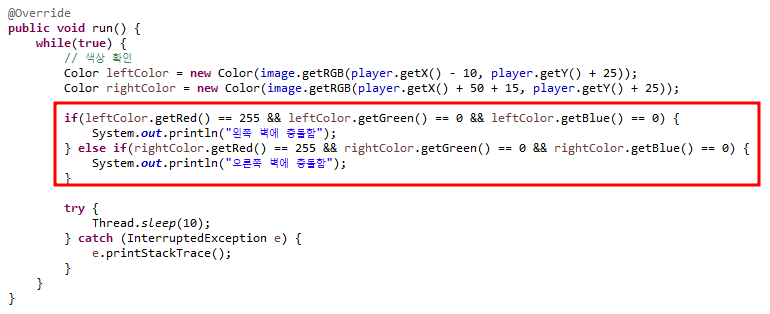 @Override
public void run() {
    while(true) {
        // 색상 확인
        Color leftColor = new Color(image.getRGB(player.getX() - 10, player.getY() + 25));
        Color rightColor = new Color(image.getRGB(player.getX() + 50 + 15, player.getY() + 25));

        if(leftColor.getRed() == 255 && leftColor.getGreen() == 0 && leftColor.getBlue() == 0) {
            System.out.println("왼쪽 벽에 충돌함");
        } else if(rightColor.getRed() == 255 && rightColor.getGreen() == 0 && rightColor.getBlue() == 0) {
            System.out.println("오른쪽 벽에 충돌함");
        }

        try {
            Thread.sleep(10);
        } catch (InterruptedException e) {
            e.printStackTrace();
        }
    }
}